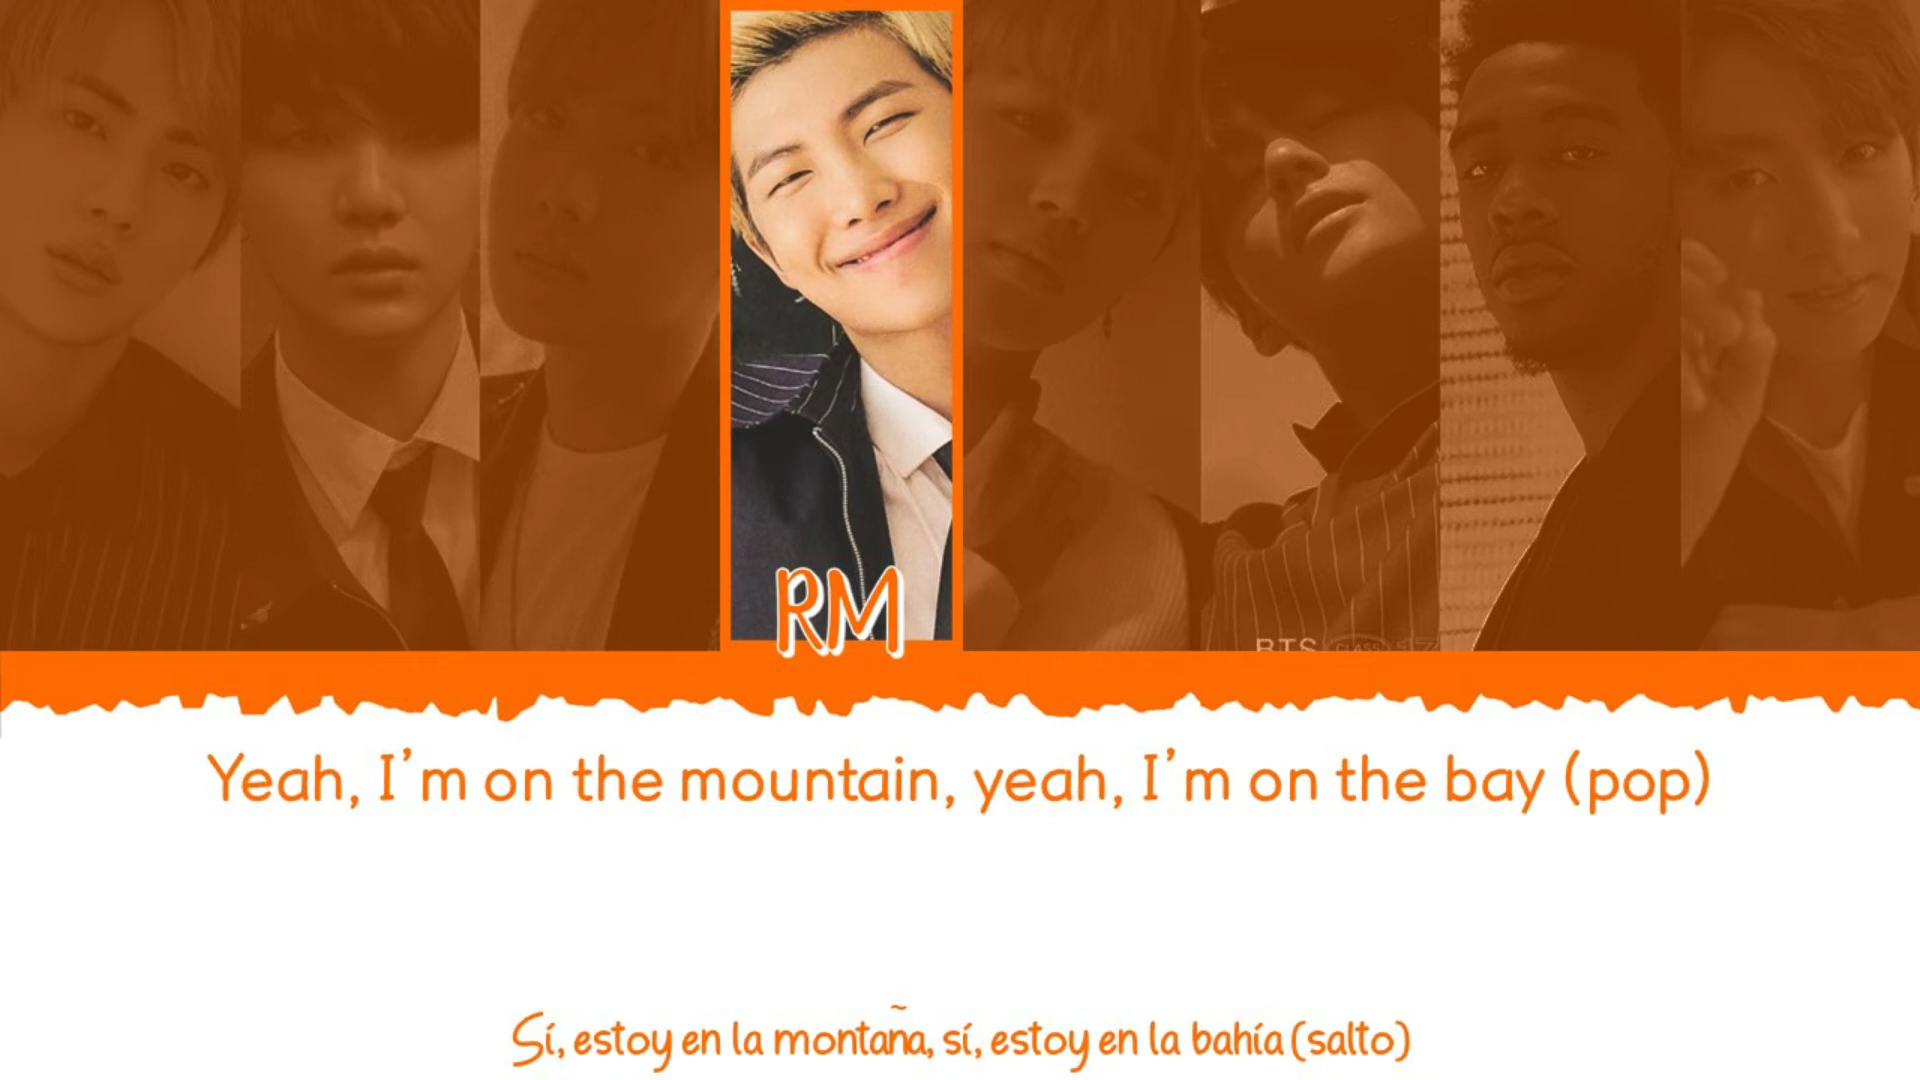 RM
BTS
Yeah, I'm on the mountain, yeah, I'm on the bay (pop)
Sí, estoy en la montaña, sí, estoy en la bahía (salto)